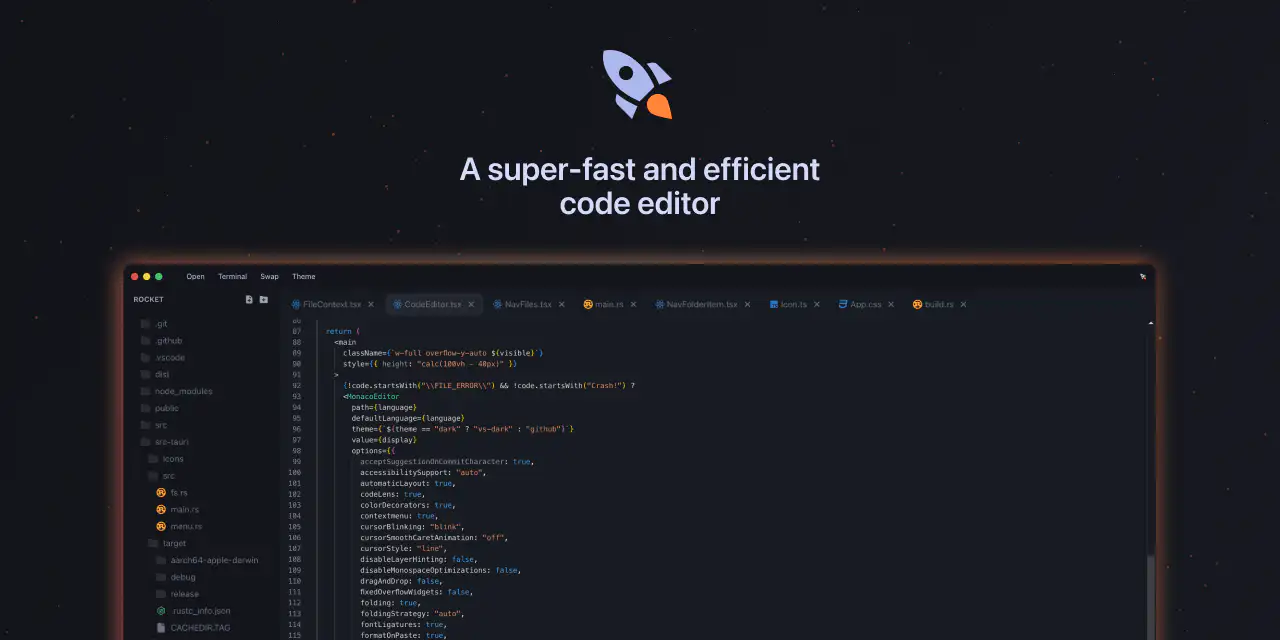 A super-fast and efficient
code editor
Open Terminal Swap Theme
ROCKET
.git
.github
.vscode
dist
node_modules
public
src
src-tauri
icons
src
fs.rs
main.rs
menu.rs
target
aarch64-apple-darwin
debug
release
.rustc_info.json
CACHEDIR.TAG
FileContext.tsx CodeEditor.tsx NavFiles.tsx main.rs NavFolderItem.tsx Icon.ts App.css build.rs
86
87 return (
88 <main
89 className={`w-full overflow-y-auto ${visible}`}
90 style={{ height: "calc(100vh - 40px)" }}
91 >
92 {!code.startsWith("\\FILE_ERROR\\") && !code.startsWith("Crash!") ?
93 <MonacoEditor
94 path={language}
95 defaultLanguage={language}
96 theme={`${theme == "dark" ? "vs-dark" : "github"}`}
97 value={display}
98 options={{
99 acceptSuggestionOnCommitCharacter: true,
100 accessibilitySupport: "auto",
101 automaticLayout: true,
102 codeLens: true,
103 colorDecorators: true,
104 contextmenu: true,
105 cursorBlinking: "blink",
106 cursorSmoothCaretAnimation: "off",
107 cursorStyle: "line",
108 disableLayerHinting: false,
109 disableMonospaceOptimizations: false,
110 dragAndDrop: false,
111 fixedOverflowWidgets: false,
112 folding: true,
113 foldingStrategy: "auto",
114 fontLigatures: true,
115 formatOnPaste: true,